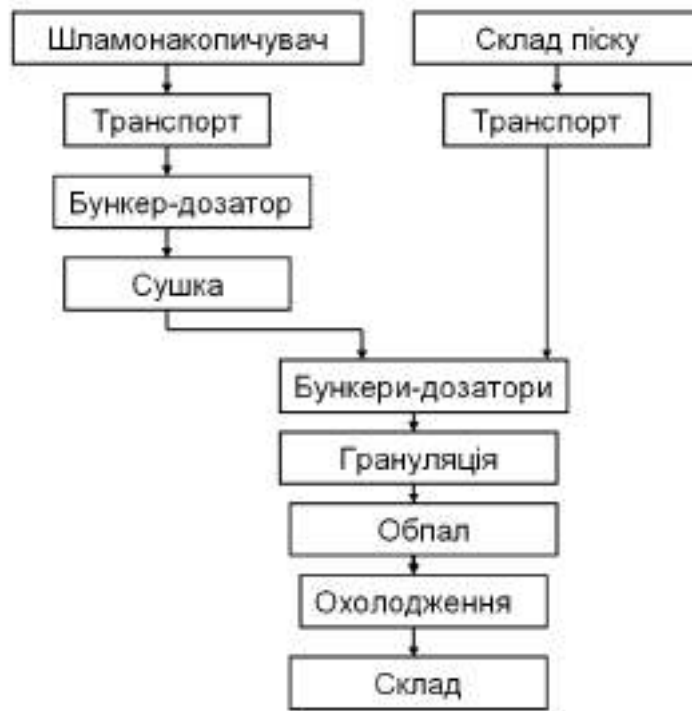 Шламонакопичувач
Склад піску
Транспорт
Транспорт
Бункер-дозатор
Сушка
Бункери-дозатори
Грануляція
Обпал
Охолодження
Склад